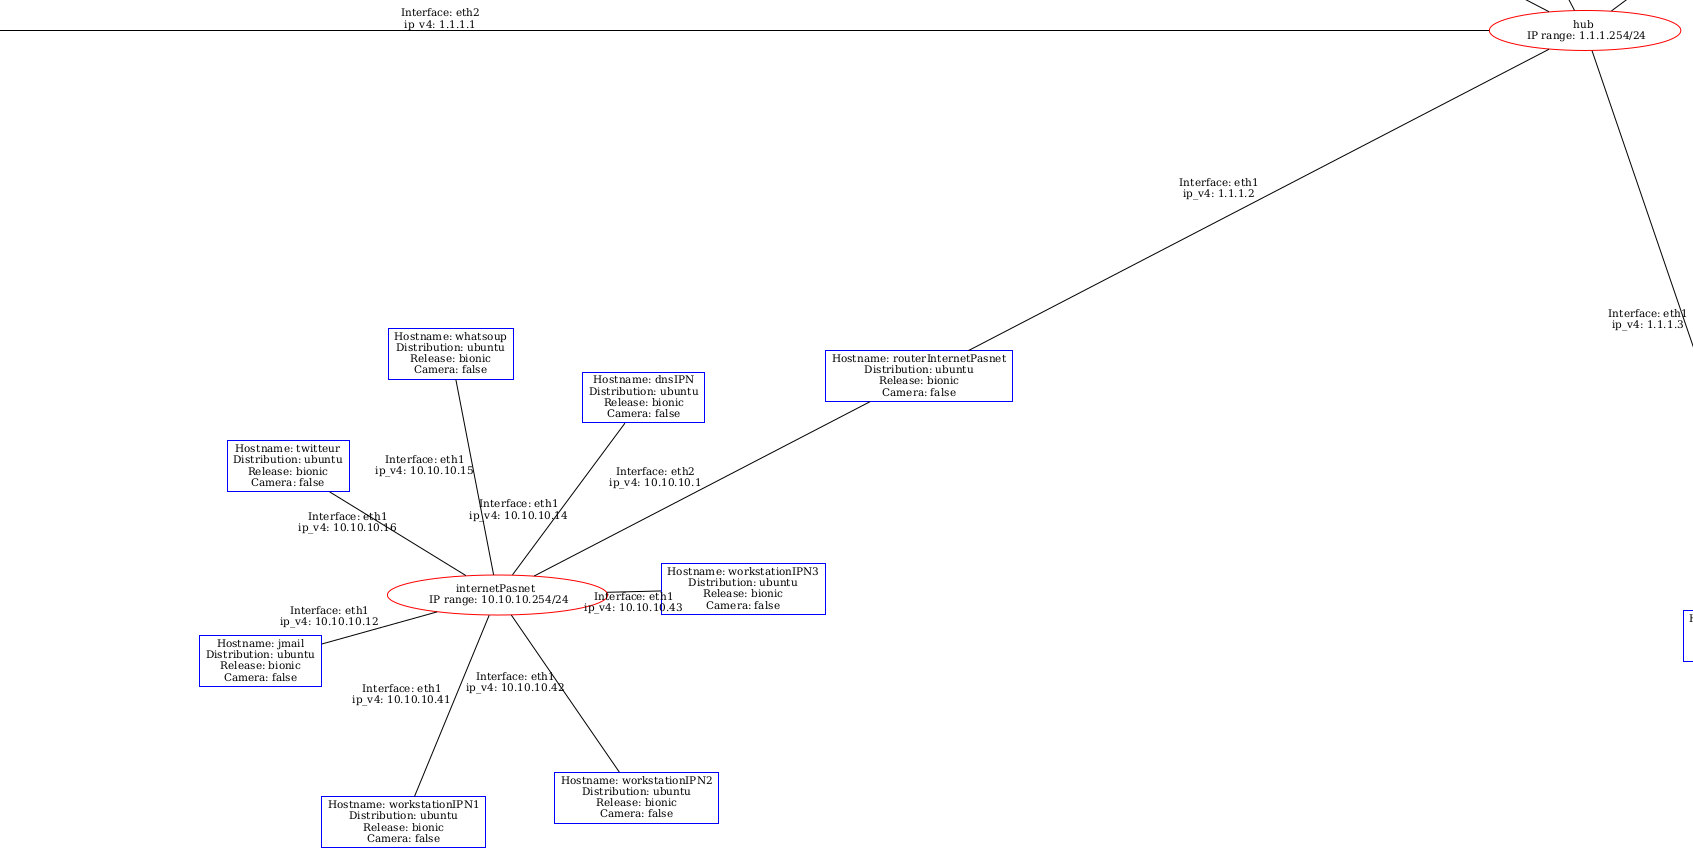 Interface: eth2
ip_v4: 1.1.1.1
hub
IP range: 1.1.1.254/24
Interface: eth1
ip_v4: 1.1.1.2
Interface: eth1
ip_v4: 1.1.1.3
Hostname: whatsoup
Distribution: ubuntu
Release: bionic
Camera: false
Hostname: routerInternetPasnet
Distribution: ubuntu
Release: bionic
Camera: false
Hostname: dnsIPN
Distribution: ubuntu
Release: bionic
Camera: false
Hostname: twitteur
Distribution: ubuntu
Release: bionic
Camera: false
Interface: eth1
ip_v4: 10.10.10.15
Interface: eth2
ip_v4: 10.10.10.1
Interface: eth1
ip_v4: 10.10.10.14
Interface: eth1
ip_v4: 10.10.10.16
Hostname: workstationIPN3
Distribution: ubuntu
Release: bionic
Camera: false
internetPasnet
IP range: 10.10.10.254/24
Interface: eth1
ip_v4: 10.10.10.43
Interface: eth1
ip_v4: 10.10.10.12
Hostname: jmail
Distribution: ubuntu
Release: bionic
Camera: false
Interface: eth1
ip_v4: 10.10.10.42
Interface: eth1
ip_v4: 10.10.10.41
Hostname: workstationIPN2
Distribution: ubuntu
Release: bionic
Camera: false
Hostname: workstationIPN1
Distribution: ubuntu
Release: bionic
Camera: false